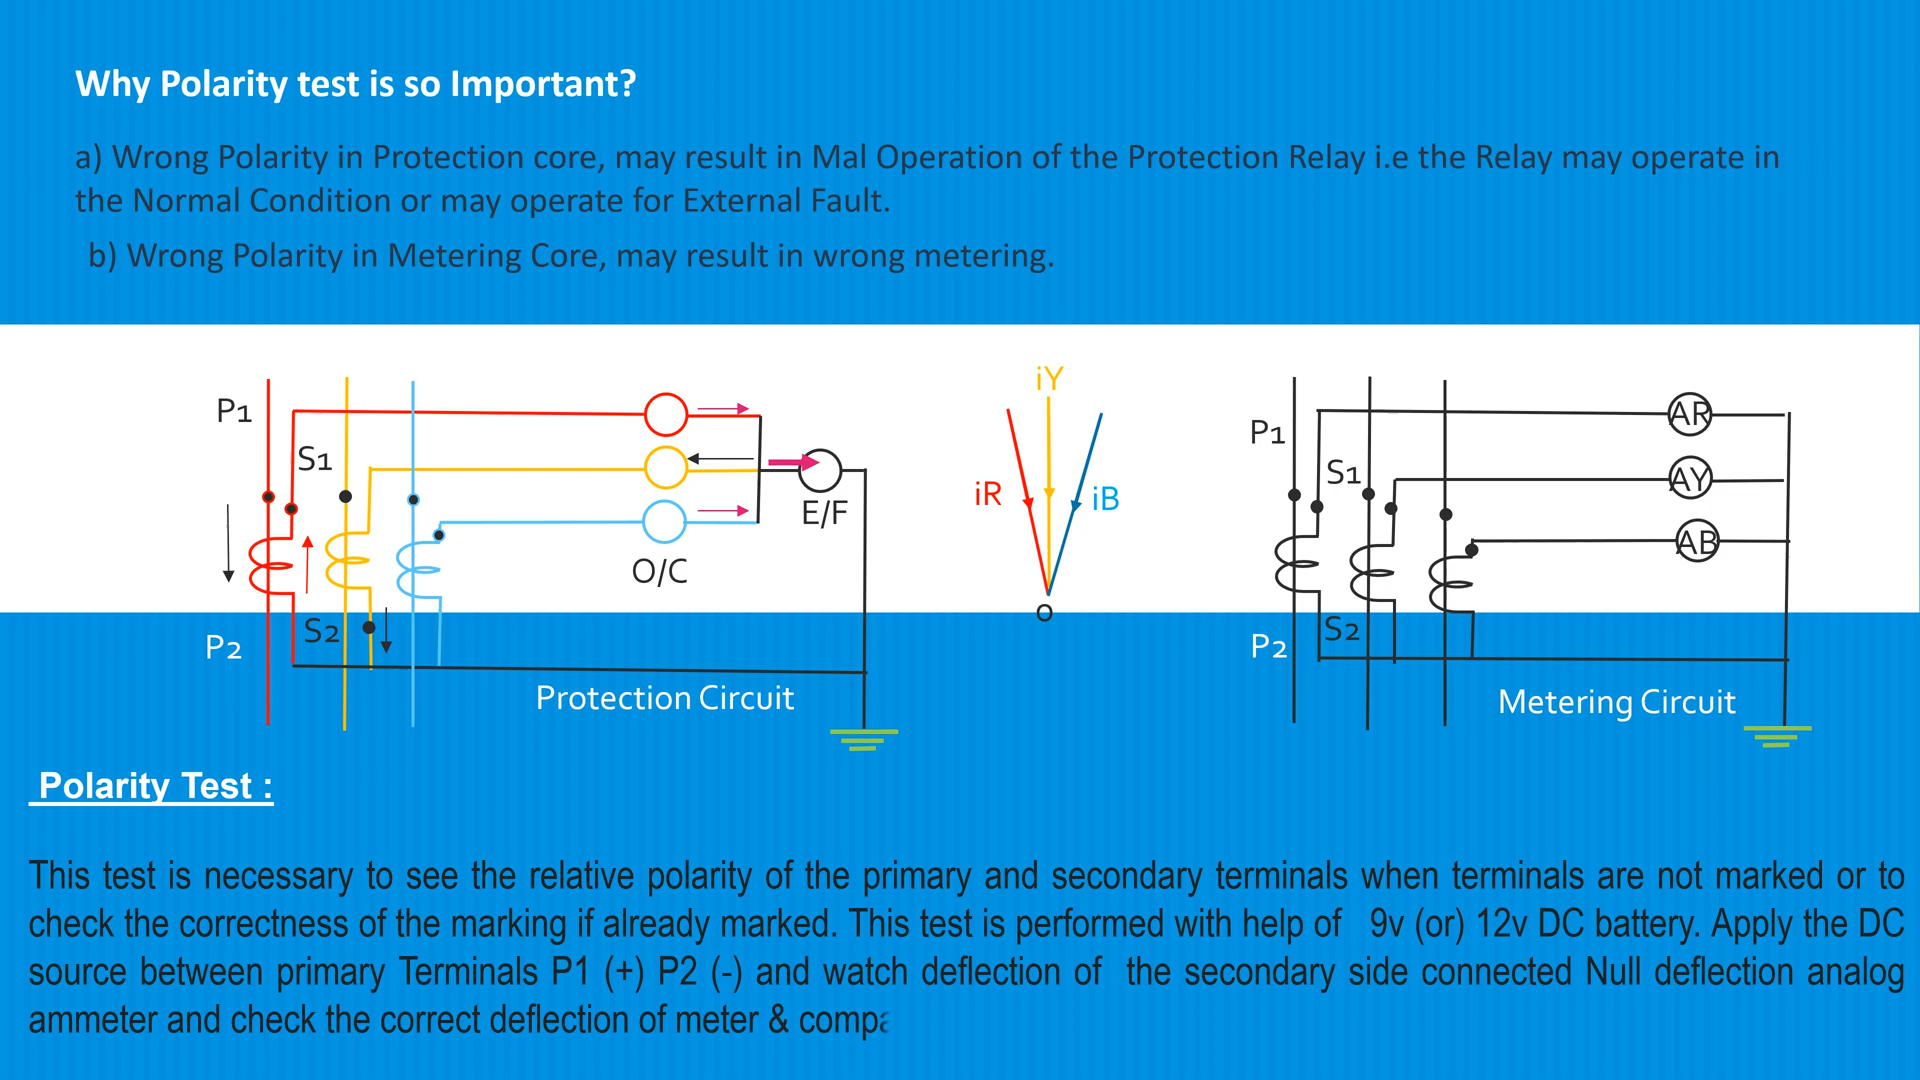 Why Polarity test is so Important?
a) Wrong Polarity in Protection core, may result in Mal Operation of the Protection Relay i.e the Relay may operate in
the Normal Condition or may operate for External Fault.
b) Wrong Polarity in Metering Core, may result in wrong metering.
P1
S1
S2
P2
O/C
E/F
Protection Circuit
iY
iR
iB
o
P1
S1
S2
P2
AR
AY
AB
Metering Circuit
Polarity Test :
This test is necessary to see the relative polarity of the primary and secondary terminals when terminals are not marked or to
check the correctness of the marking if already marked. This test is performed with help of 9v (or) 12v DC battery. Apply the DC
source between primary Terminals P1 (+) P2 (-) and watch deflection of the secondary side connected Null deflection analog
ammeter and check the correct deflection of meter & comp